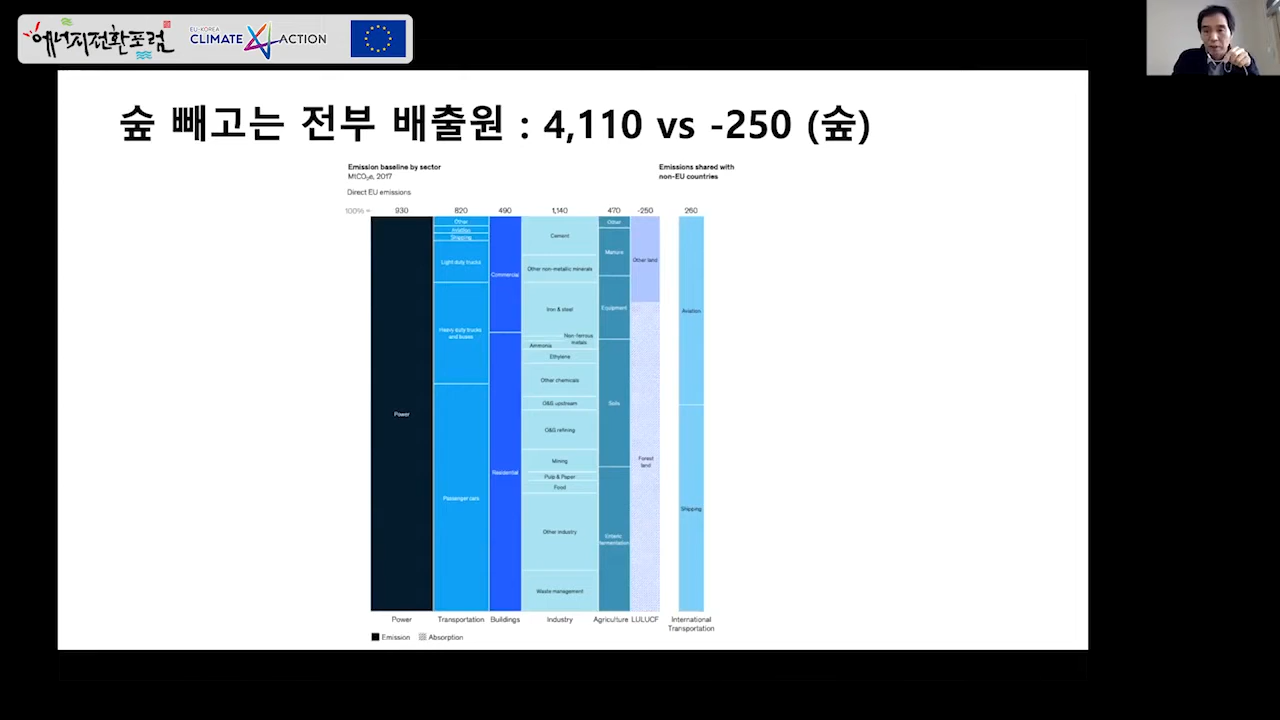 에너지전환포럼
EU-KOREA
CLIMATE ACTION
숲 빼고는 전부 배출원 : 4,110 vs -250 (숲)
Emission baseline by sector
MtCO₂e, 2017
Emissions shared with
non-EU countries
Direct EU emissions
100%
930
820
490
1,140
470
-250
260
Power
Other
Aviation
Shipping
Light duty trucks
Heavy duty trucks
and buses
Passenger cars
Commercial
Residential
Cement
Other non-metallic minerals
Iron & steel
Non-ferrous
metals
Ammonia
Ethylene
Other chemicals
O&G upstream
O&G refining
Mining
Pulp & Paper
Food
Other industry
Waste management
Other
Manure
Equipment
Soils
Enteric
fermentation
Other land
Forest
land
Aviation
Shipping
Power
Transportation
Buildings
Industry
Agriculture
LULUCF
International
Transportation
Emission
Absorption